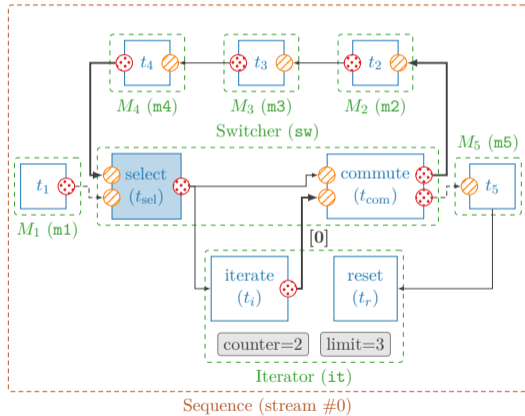 t4
t3
t2
M4 (m4)
M3 (m3)
M2 (m2)
Switcher (sw)
M5 (m5)
t1
select
(tsel)
commute
(tcom)
t5
M1 (m1)
[0]
iterate
(ti)
reset
(tr)
counter=2
limit=3
Iterator (it)
Sequence (stream #0)